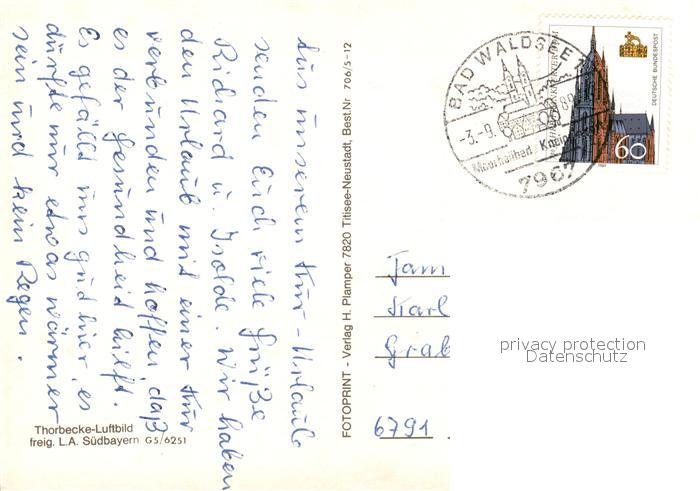 Aus unserem Kur-Urlaub
senden Euch viele Grüße
Richard u. Isolde. Wir haben
den Urlaub mit einer Kur
verbunden und hoffen, daß
es der Gesundheid hilft.
Es gefällt uns gud hier, es
dürfte nur etwas wärmer
sein und kein Regen.
Thorbecke-Luftbild
freig. L.A. Südbayern G5/6251
FOTOPRINT - Verlag H. Plamper 7820 Titisee-Neustadt, Best.Nr. 706/5-12
BAD WALDSEE
-3.-9.
Moorheilbad
7967
DEUTSCHE BUNDESPOST
60
Fam
Karl
Grab
6791
privacy protection
Datenschutz